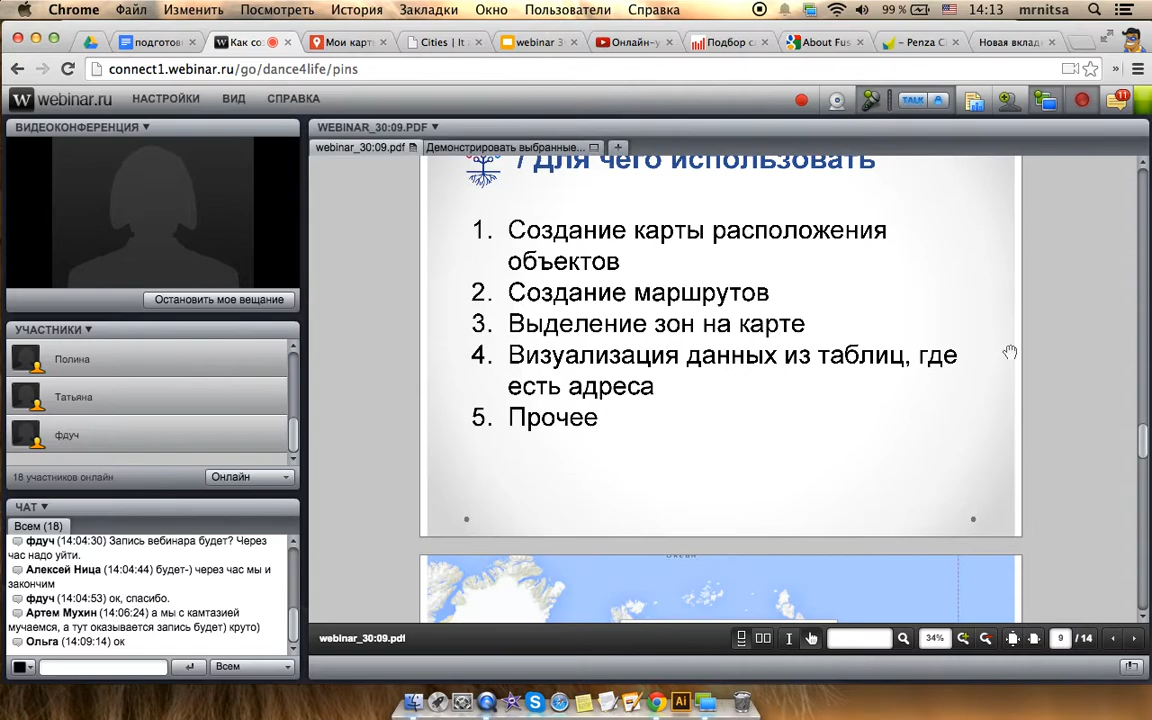 Chrome Файл Изменить Посмотреть История Закладки Окно Пользователи Справка 99 % 14:13 mrnitsa
подготов Как со Мои карт Cities | It webinar 3 Онлайн-у Подбор с About Fus – Penza C Новая вклад
connect1.webinar.ru/go/dance4life/pins
webinar.ru НАСТРОЙКИ ВИД СПРАВКА TALK 11
ВИДЕОКОНФЕРЕНЦИЯ
WEBINAR_30:09.PDF
webinar_30:09.pdf Демонстрировать выбранные...
/ Для чего использовать
1. Создание карты расположения
объектов
2. Создание маршрутов
3. Выделение зон на карте
4. Визуализация данных из таблиц, где
есть адреса
5. Прочее
Остановить мое вещание
УЧАСТНИКИ
Полина
Татьяна
фдуч
18 участников онлайн Онлайн
ЧАТ
Всем (18)
фдуч (14:04:30) Запись вебинара будет? Через
час надо уйти.
Алексей Ница (14:04:44) будет-) через час мы и
закончим
фдуч (14:04:53) ок, спасибо.
Артем Мухин (14:06:24) а мы с камтазией
мучаемся, а тут оказывается запись будет) круто)
Ольга (14:09:14) ок
Всем
webinar_30:09.pdf 34% 9 / 14